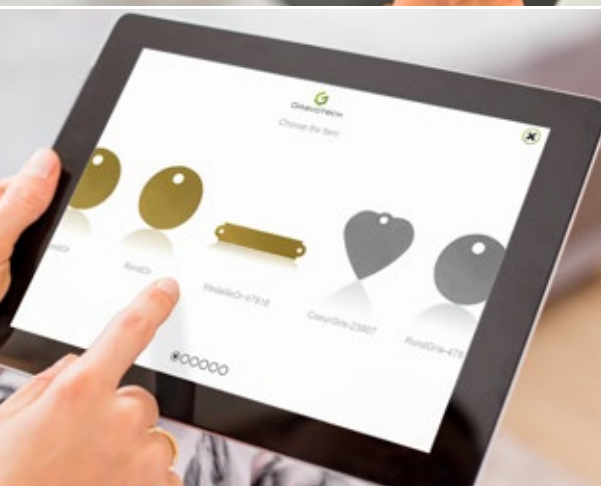 GRAVOTECH
Choose the item
RondOr
MedailleOr-47918
CoeurGris-23807
RondGris-479